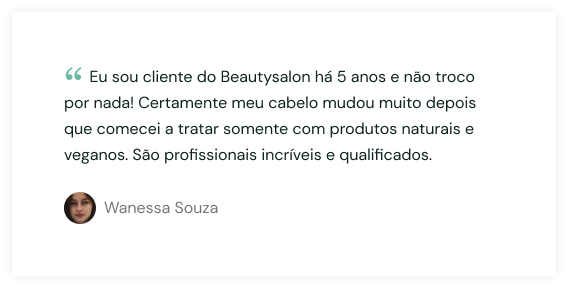 “ Eu sou cliente do Beautysalon há 5 anos e não troco
por nada! Certamente meu cabelo mudou muito depois
que comecei a tratar somente com produtos naturais e
veganos. São profissionais incríveis e qualificados.
Wanessa Souza